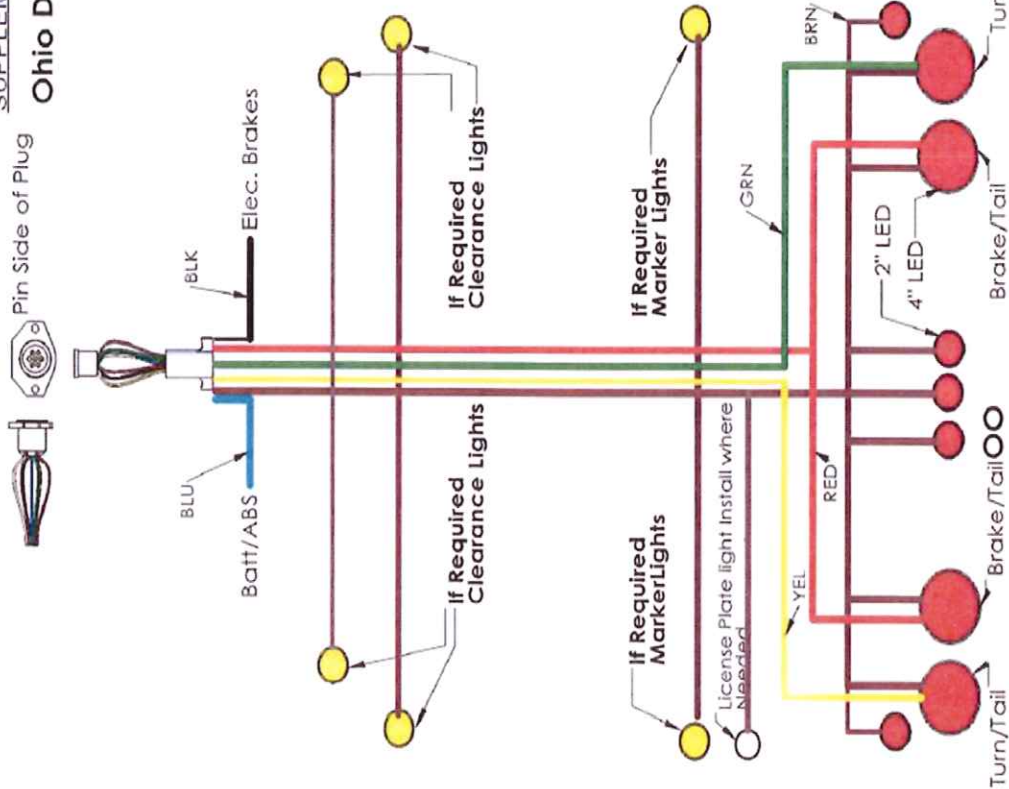 Ohio D
Pin Side of Plug
BLK
Elec. Brakes
BLU
Batt/ABS
If Required
Clearance Lights
If Required
Clearance Lights
If Required
Marker Lights
If Required
MarkerLights
License Plate light Install where
Needed
GRN
BRN
YEL
RED
2" LED
4" LED
Turn/Tail
Brake/Tail
OO
Brake/Tail
Tur